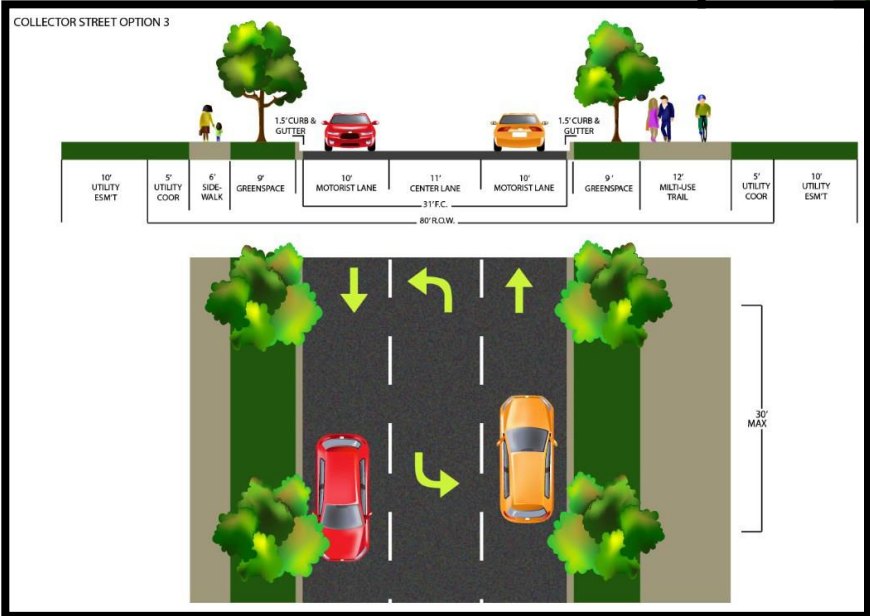 COLLECTOR STREET OPTION 3
1.5' CURB &
GUTTER
1.5' CURB &
GUTTER
10'
UTILITY
ESM'T
5'
UTILITY
COOR
6'
SIDE-
WALK
9'
GREENSPACE
10'
MOTORIST LANE
11'
CENTER LANE
10'
MOTORIST LANE
9'
GREENSPACE
12'
MILTI-USE
TRAIL
5'
UTILITY
COOR
10'
UTILITY
ESM'T
31' F.C.
80' R.O.W.
30'
MAX